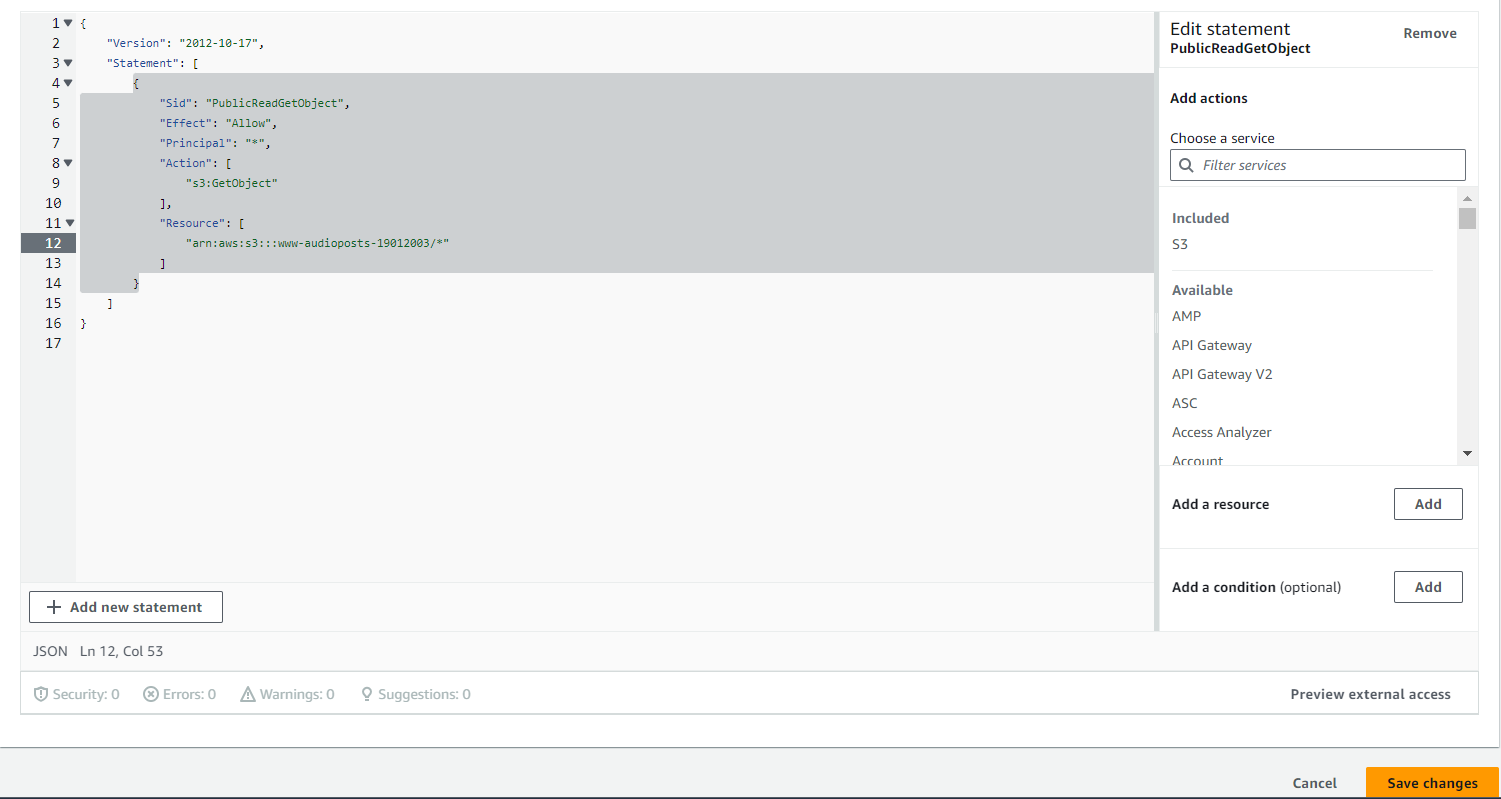 1 {
2 "Version": "2012-10-17",
3 "Statement": [
4 {
5 "Sid": "PublicReadGetObject",
6 "Effect": "Allow",
7 "Principal": "*",
8 "Action": [
9 "s3:GetObject"
10 ],
11 "Resource": [
12 "arn:aws:s3:::www-audioposts-19012003/*"
13 ]
14 }
15 ]
16 }
17
Add new statement
JSON Ln 12, Col 53
Security: 0 Errors: 0 Warnings: 0 Suggestions: 0
Edit statement
Remove
PublicReadGetObject
Add actions
Choose a service
Filter services
Included
S3
Available
AMP
API Gateway
API Gateway V2
ASC
Access Analyzer
Account
Add a resource
Add
Add a condition (optional)
Add
Preview external access
Cancel
Save changes